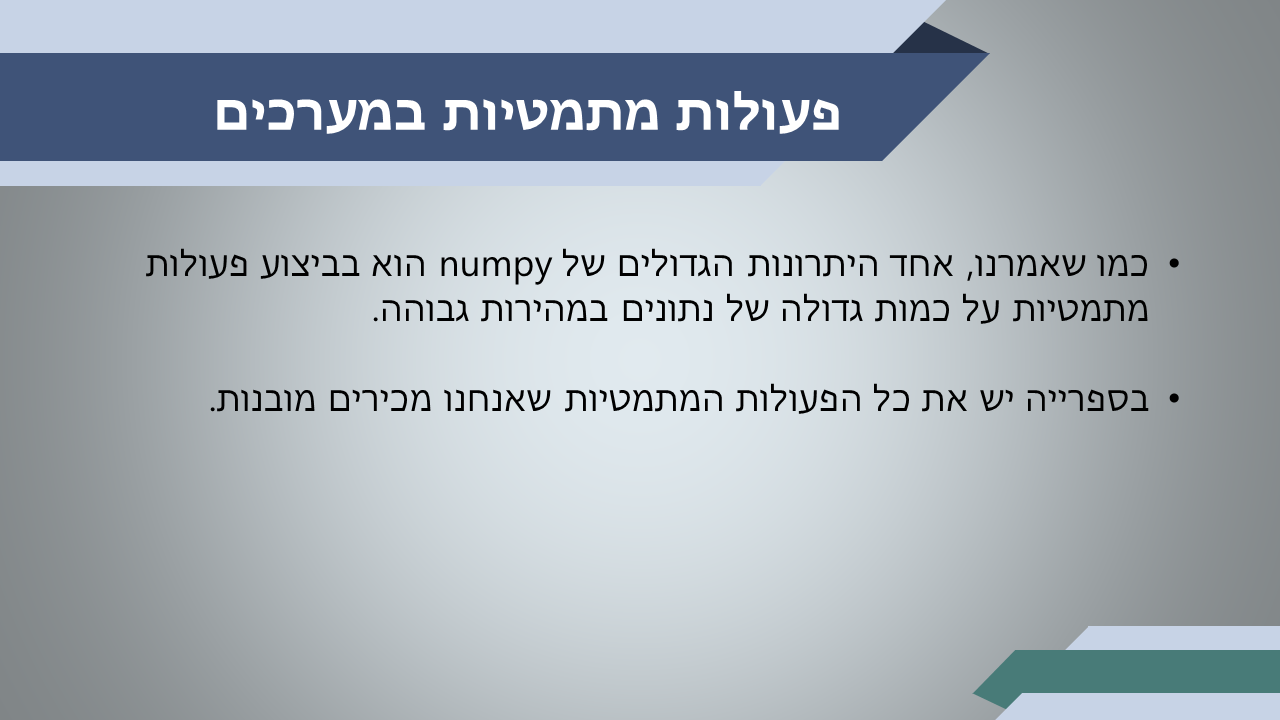 פעולות מתמטיות במערכים
• כמו שאמרנו, אחד היתרונות הגדולים של numpy הוא בביצוע פעולות
מתמטיות על כמות גדולה של נתונים במהירות גבוהה.
• בספרייה יש את כל הפעולות המתמטיות שאנחנו מכירים מובנות.